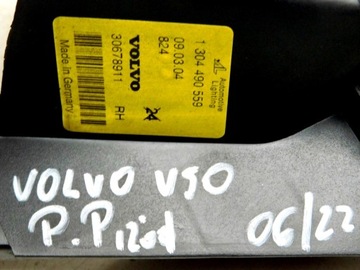 Automotive
Lighting
1 304 490 559
09.03.04
824
VOLVO
30678911
RH
Made in Germany
VOLVO V50
P.Przód
06/22